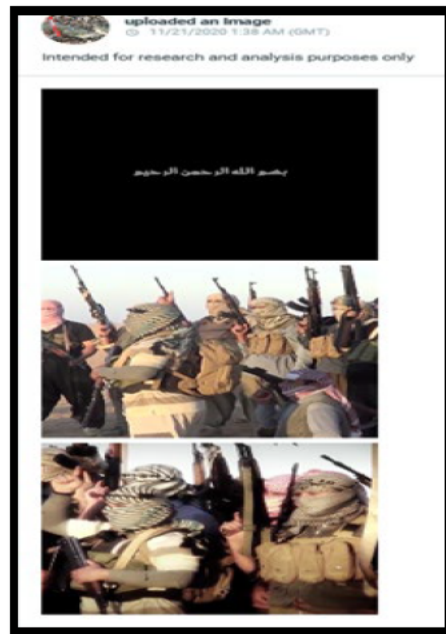 uploaded an Image
11/21/2020 1:38 AM (GMT)
Intended for research and analysis purposes only
بسم الله الرحمن الرحيم